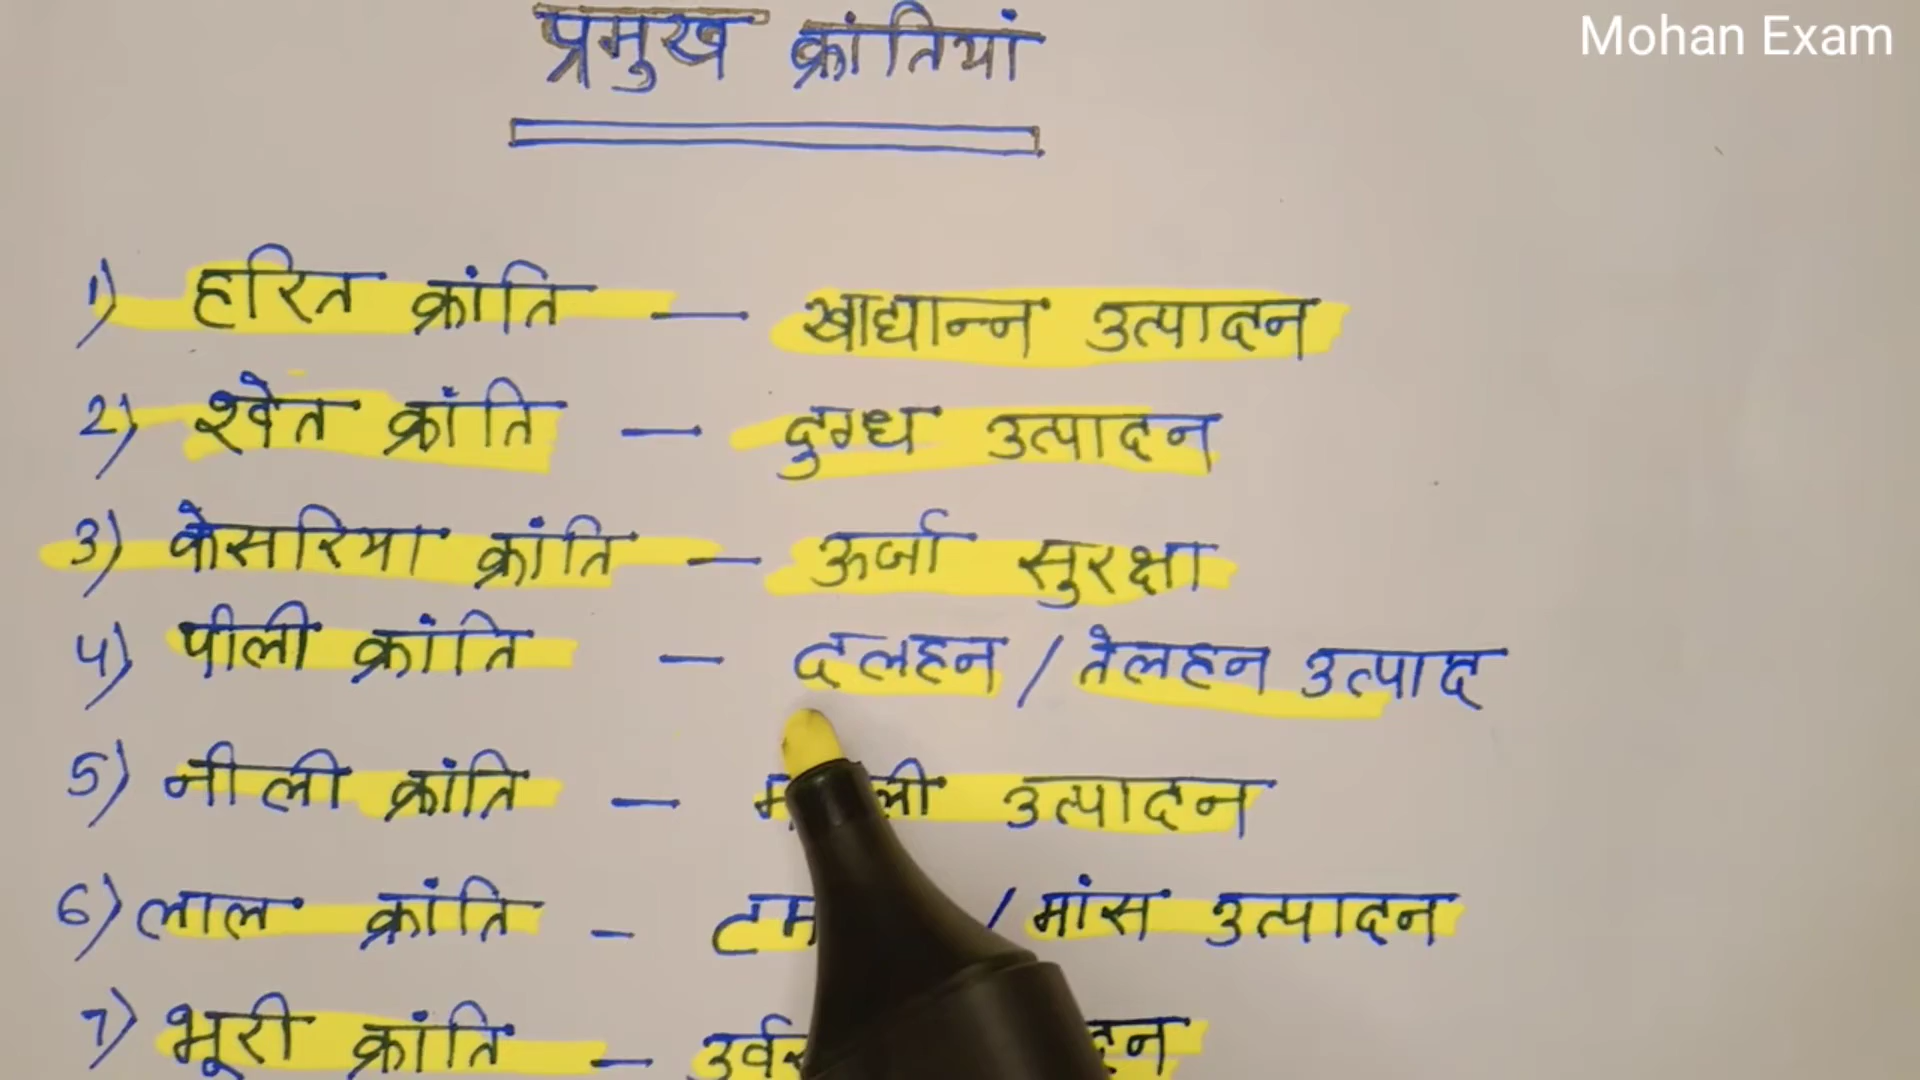 Mohan Exam
प्रमुख क्रांतियां
1) हरित क्रांति — खाद्यान्न उत्पादन
2) श्वेत क्रांति — दुग्ध उत्पादन
3) केसरिया क्रांति — ऊर्जा सुरक्षा
4) पीली क्रांति — दलहन / तेलहन उत्पाद
5) नीली क्रांति — उत्पादन
6) लाल क्रांति - / मांस उत्पादन
7) भूरी क्रांति —